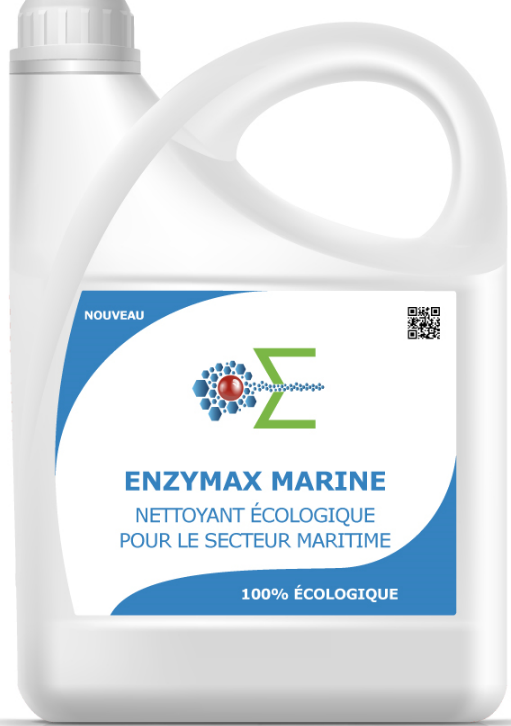 NOUVEAU
ENZYMAX MARINE
NETTOYANT ÉCOLOGIQUE
POUR LE SECTEUR MARITIME
100% ÉCOLOGIQUE